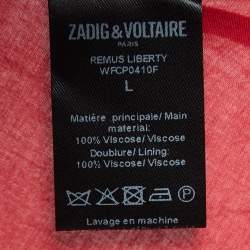 ZADIG & VOLTAIRE
PARIS
REMUS LIBERTY
WFCP0410F
L
Matière principale/Main
material:
100% Viscose/Viscose
Doublure/Lining:
100% Viscose/Viscose
P
Lavage en machine